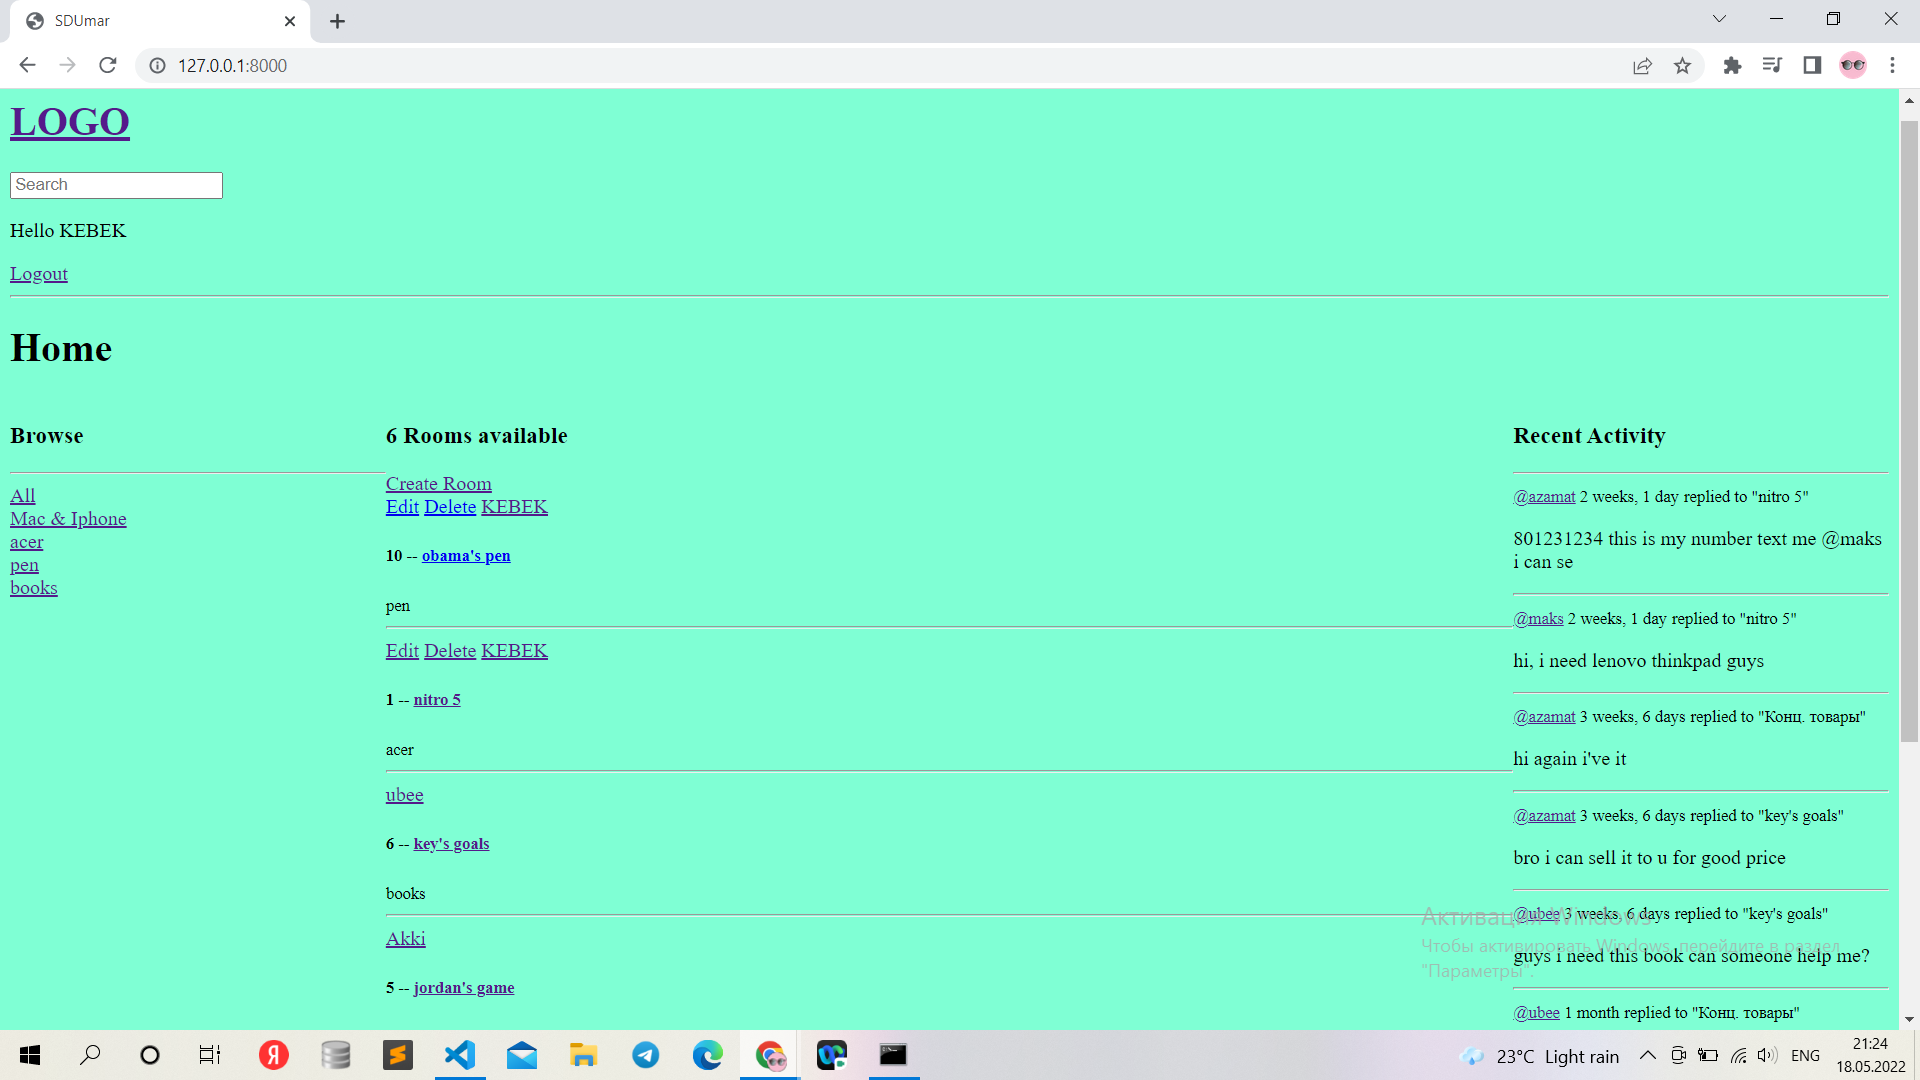 SDUmar
127.0.0.1:8000
LOGO
Search
Hello KEBEK
Logout
Home
Browse
All
Mac & Iphone
acer
pen
books
6 Rooms available
Create Room
Edit Delete KEBEK
10 -- obama's pen
pen
Edit Delete KEBEK
1 -- nitro 5
acer
ubee
6 -- key's goals
books
Akki
5 -- jordan's game
Recent Activity
@azamat 2 weeks, 1 day replied to "nitro 5"
801231234 this is my number text me @maks
i can se
@maks 2 weeks, 1 day replied to "nitro 5"
hi, i need lenovo thinkpad guys
@azamat 3 weeks, 6 days replied to "Конц. товары"
hi again i've it
@azamat 3 weeks, 6 days replied to "key's goals"
bro i can sell it to u for good price
@ubee 3 weeks, 6 days replied to "key's goals"
guys i need this book can someone help me?
@ubee 1 month replied to "Конц. товары"
Активация Windows
Чтобы активировать Windows, перейдите в раздел
"Параметры".
Я
23°C Light rain
ENG
21:24
18.05.2022